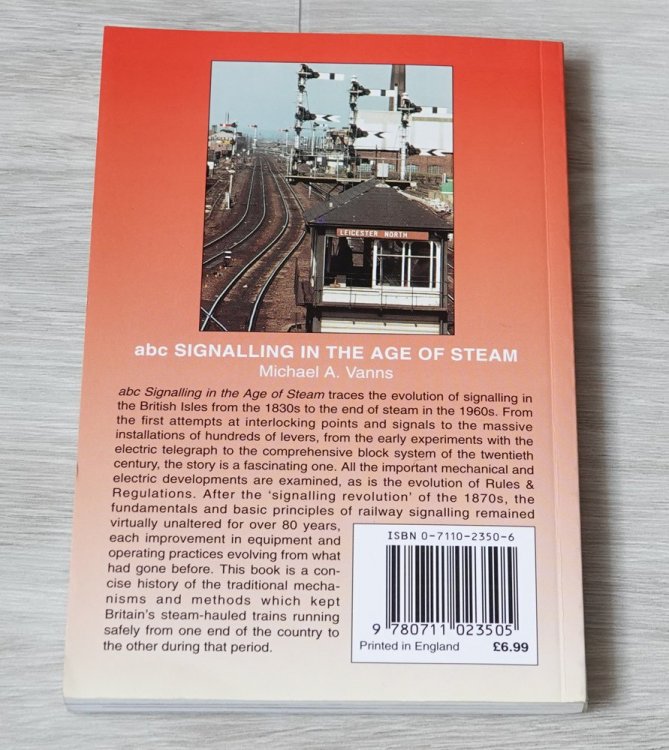 LEICESTER NORTH
abc SIGNALLING IN THE AGE OF STEAM
Michael A. Vanns
abc Signalling in the Age of Steam traces the evolution of signalling in
the British Isles from the 1830s to the end of steam in the 1960s. From
the first attempts at interlocking points and signals to the massive
installations of hundreds of levers, from the early experiments with the
electric telegraph to the comprehensive block system of the twentieth
century, the story is a fascinating one. All the important mechanical and
electric developments are examined, as is the evolution of Rules &
Regulations. After the ‘signalling revolution’ of the 1870s, the
fundamentals and basic principles of railway signalling remained
virtually unaltered for over 80 years,
each improvement in equipment and
operating practices evolving from what
had gone before. This book is a con-
cise history of the traditional mecha-
nisms and methods which kept
Britain’s steam-hauled trains running
safely from one end of the country to
the other during that period.
ISBN 0-7110-2350-6
9 780711 023505
Printed in England £6.99